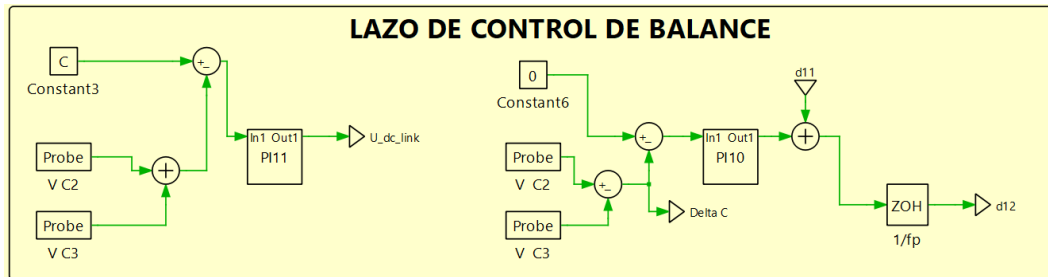 LAZO DE CONTROL DE BALANCE
C
Constant3
+
-
In1 Out1
PI11
U_dc_link
Probe
V C2
+
Probe
V C3
0
Constant6
+
-
In1 Out1
PI10
d11
+
Probe
V C2
+
-
Probe
V C3
Delta C
ZOH
1/fp
d12